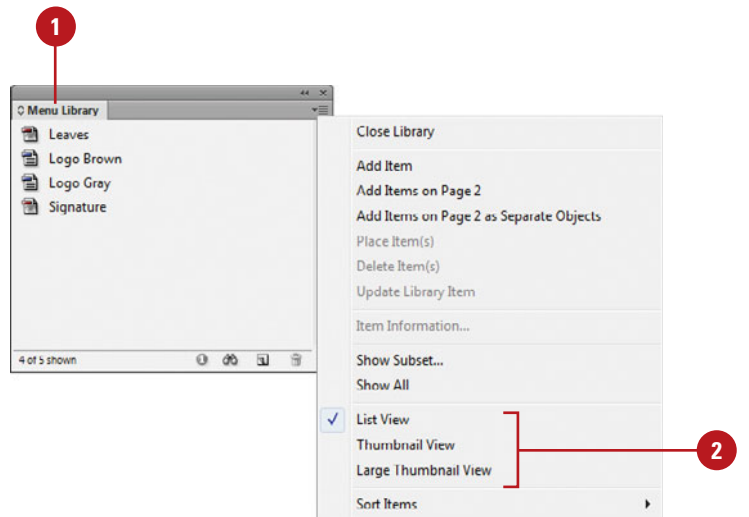 1
Menu Library
Leaves
Logo Brown
Logo Gray
Signature
4 of 5 shown
Close Library
Add Item
Add Items on Page 2
Add Items on Page 2 as Separate Objects
Place Item(s)
Delete Item(s)
Update Library Item
Item Information...
Show Subset...
Show All
List View
Thumbnail View
Large Thumbnail View
Sort Items
2